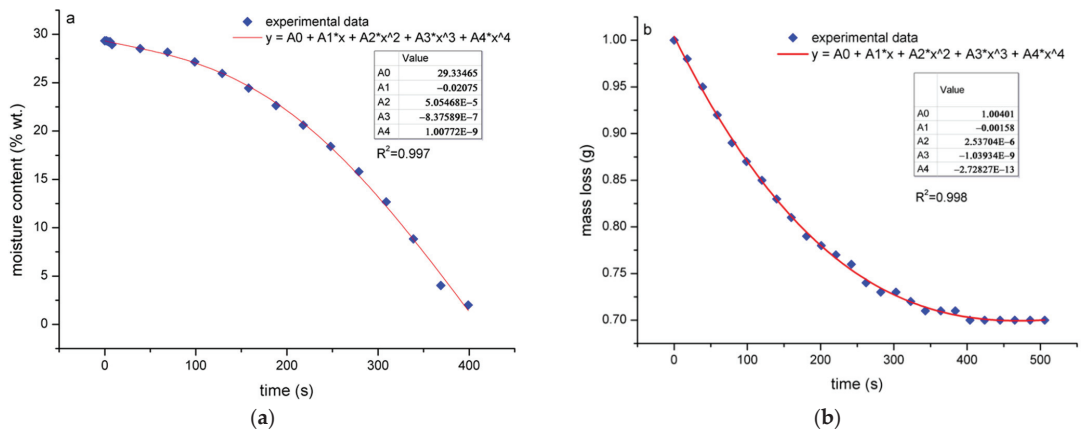 a
experimental data
y = A0 + A1*x + A2*x^2 + A3*x^3 + A4*x^4
Value
A0 29.33465
A1 −0.02075
A2 5.05468E−5
A3 −8.37589E−7
A4 1.00772E−9
R²=0.997
moisture content (% wt.)
30
25
20
15
10
5
0
0 100 200 300 400
time (s)
(a)
b
experimental data
y = A0 + A1*x + A2*x^2 + A3*x^3 + A4*x^4
Value
A0 1.00401
A1 −0.00158
A2 2.53704E−6
A3 −1.03934E−9
A4 −2.72827E−13
R²=0.998
mass loss (g)
1.00
0.95
0.90
0.85
0.80
0.75
0.70
0 100 200 300 400 500
time (s)
(b)